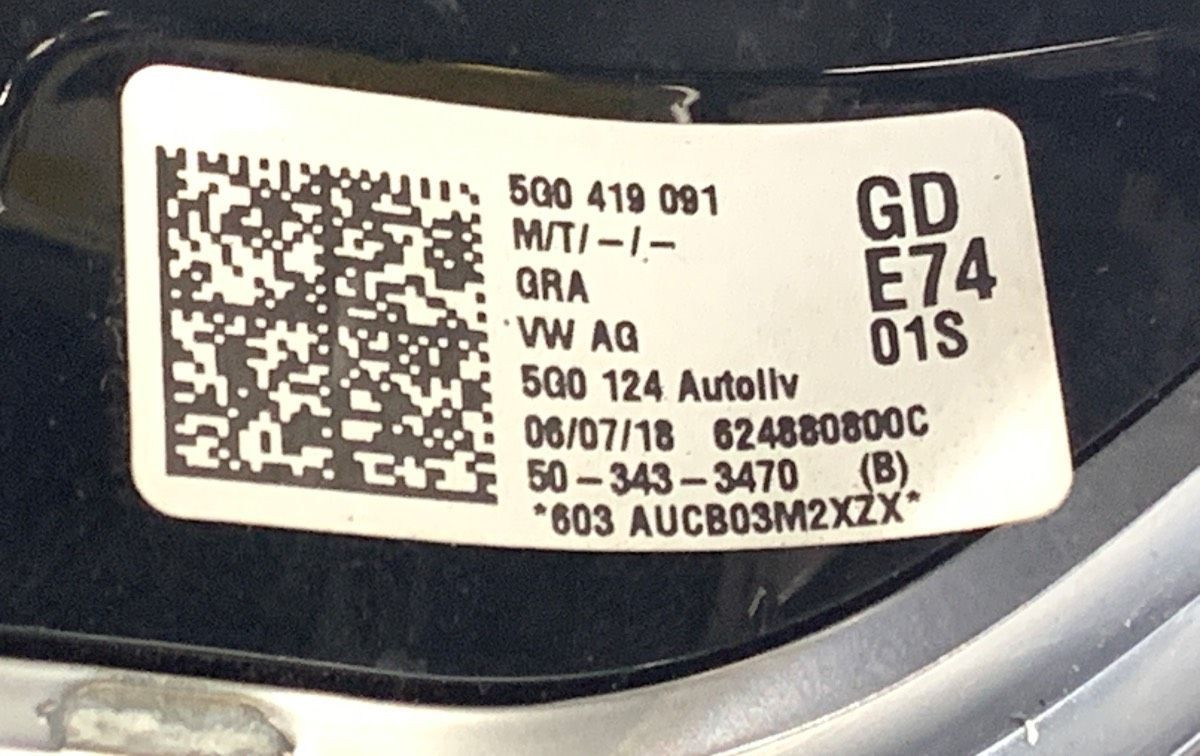 5G0 419 091
M/T/-/-
GRA
VW AG
5G0 124 Autoliv
06/07/18 624880800C
50-343-3470 (B)
*603 AUCB03M2XZX*
GD
E74
01S